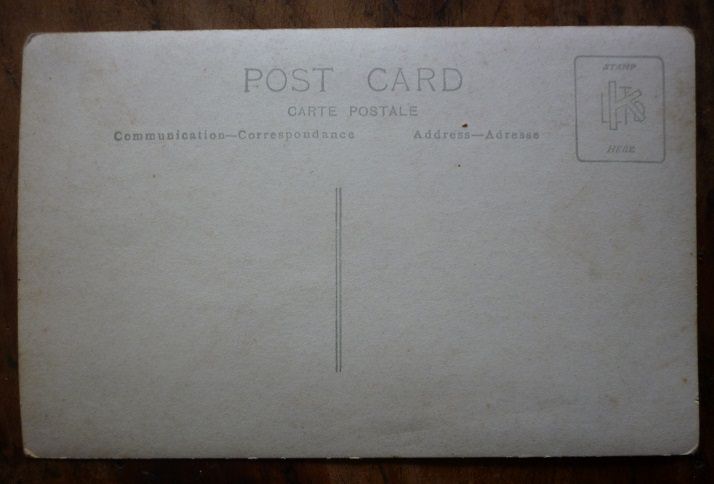 POST CARD
CARTE POSTALE
Communication—Correspondance
Address—Adresse
STAMP
HERE